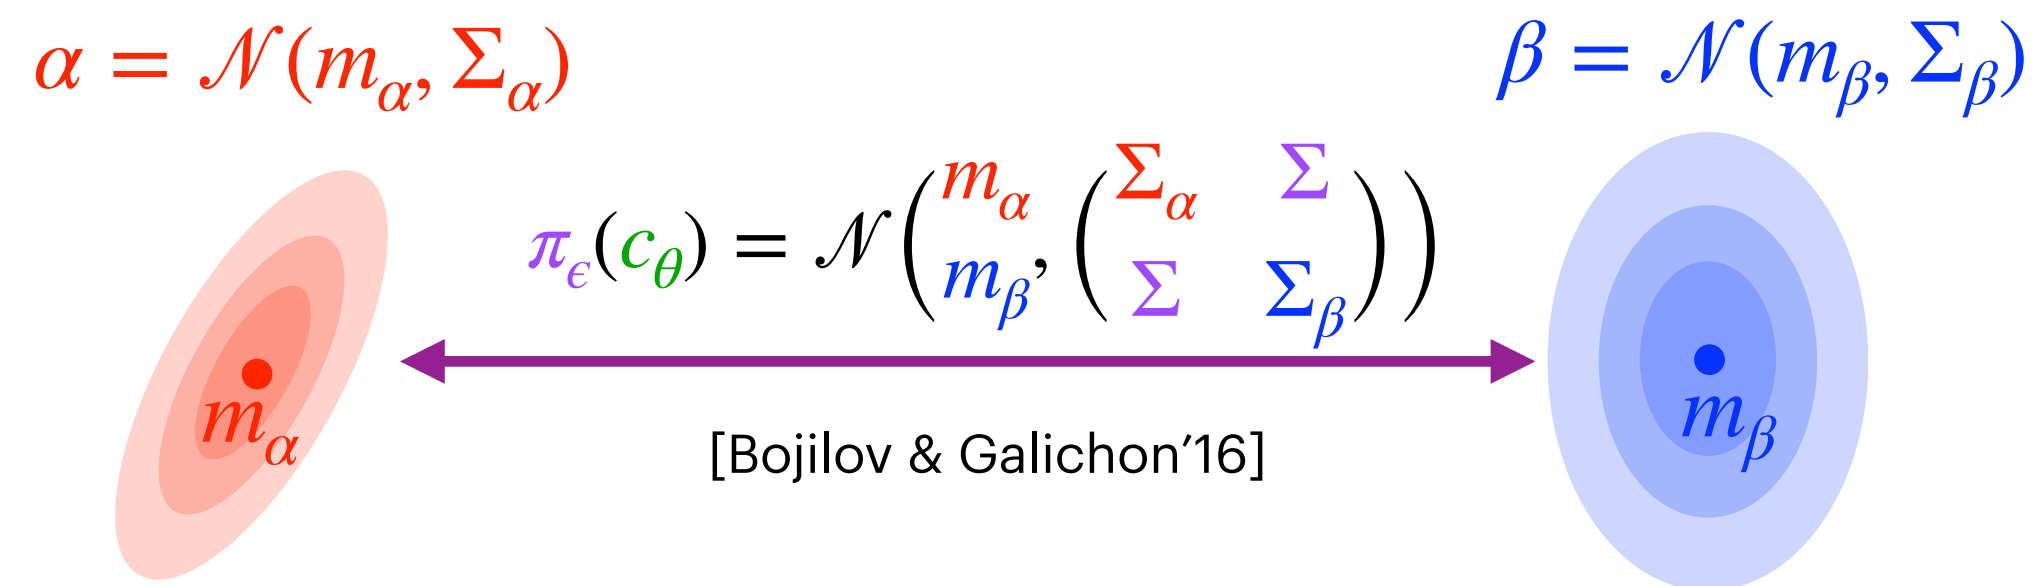 α = 𝒩(m_α, Σ_α)
β = 𝒩(m_β, Σ_β)
π_ϵ(c_θ) = 𝒩(m_α m_β, (Σ_α Σ Σ Σ_β))
m_α
m_β
[Bojilov & Galichon′16]